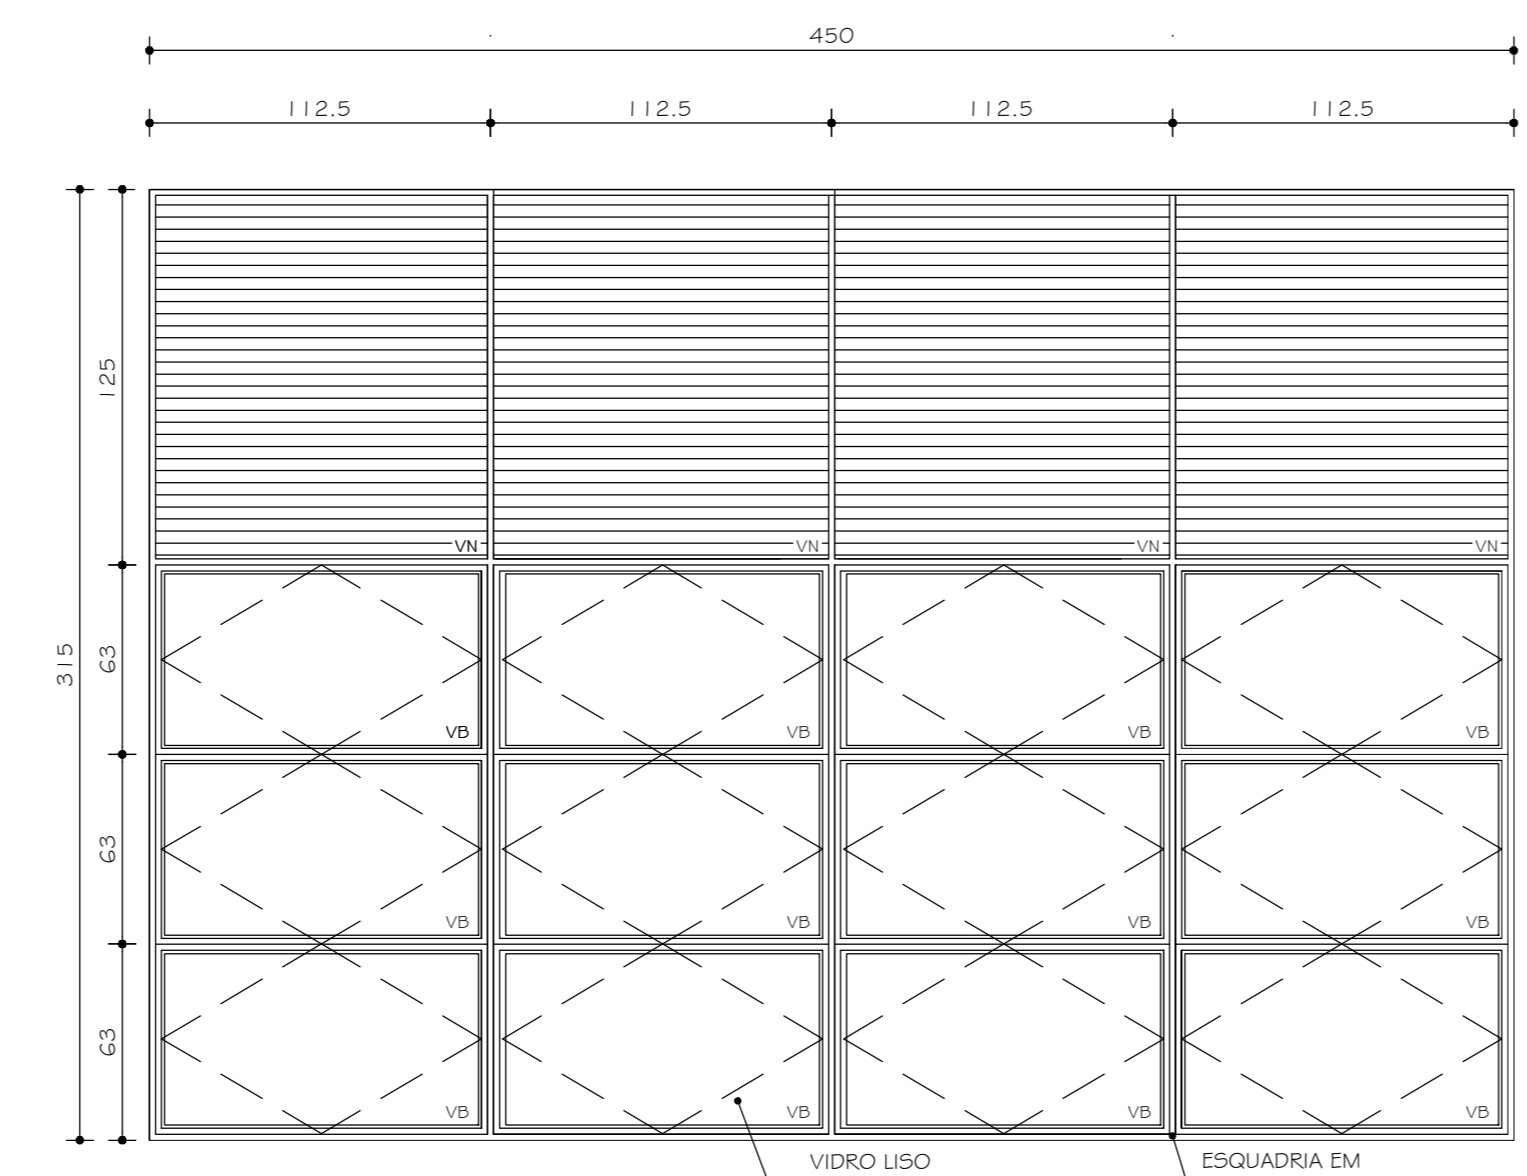 450
112.5 112.5 112.5 112.5
125
VN VN VN VN
315
63
VB VB VB VB
63
VB VB VB VB
63
VB VB VB VB
VIDRO LISO ESQUADRIA EM